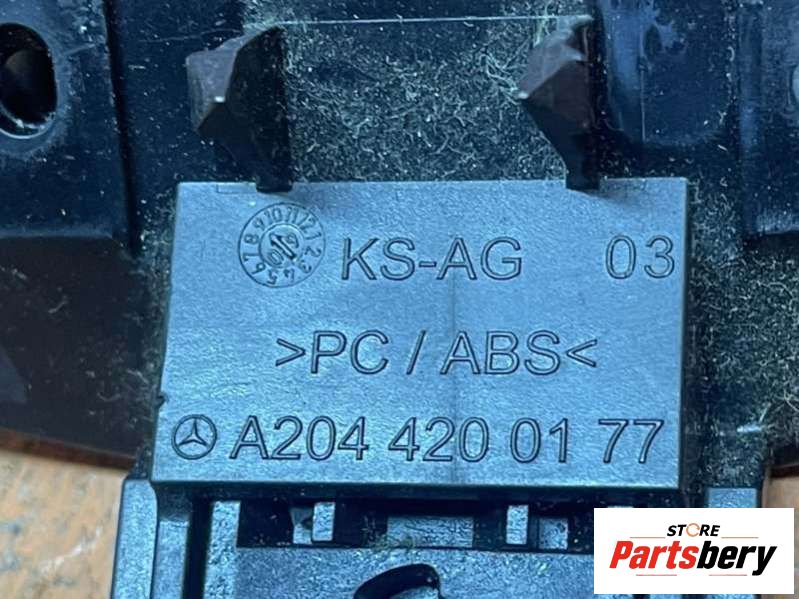 KS-AG 03
>PC / ABS<
A204 420 01 77
STORE
Partsbery